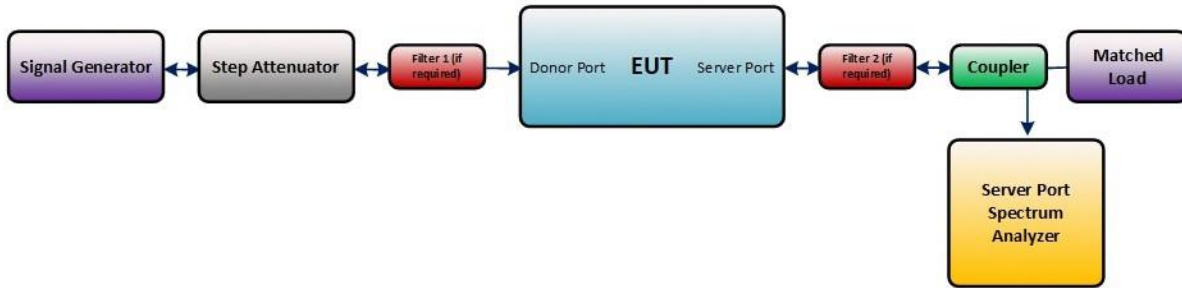 Signal Generator
Step Attenuator
Filter 1 (if
required)
Donor Port
EUT
Server Port
Filter 2 (if
required)
Coupler
Matched
Load
Server Port
Spectrum
Analyzer